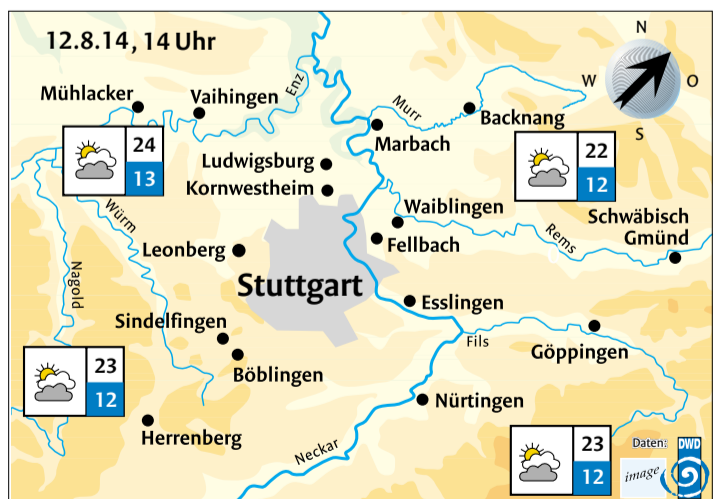 12.8.14, 14 Uhr
N
W
O
S
Mühlacker
Vaihingen
Enz
Murr
Backnang
Marbach
24
13
22
12
Ludwigsburg
Kornwestheim
Waiblingen
Schwäbisch
Gmünd
Würm
Rems
Leonberg
Fellbach
Nagold
Stuttgart
Esslingen
Sindelfingen
Fils
Göppingen
Böblingen
23
12
Nürtingen
Herrenberg
Neckar
23
12
Daten:
DWD
image